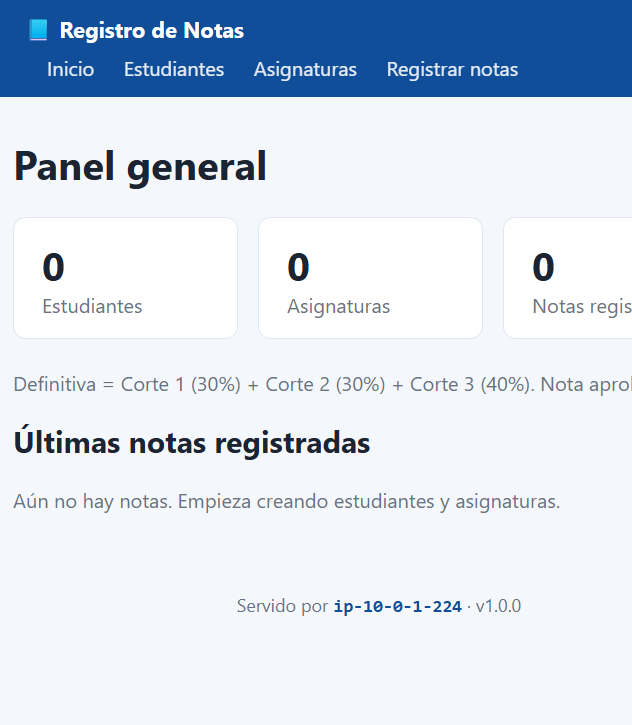 Registro de Notas
Inicio Estudiantes Asignaturas Registrar notas
Panel general
0 0 0
Estudiantes Asignaturas Notas
Definitiva = Corte 1 (30%) + Corte 2 (30%) + Corte 3 (40%). Nota
Últimas notas registradas
Aún no hay notas. Empieza creando estudiantes y asignaturas.
Servido por ip-10-0-1-224 · v1.0.0